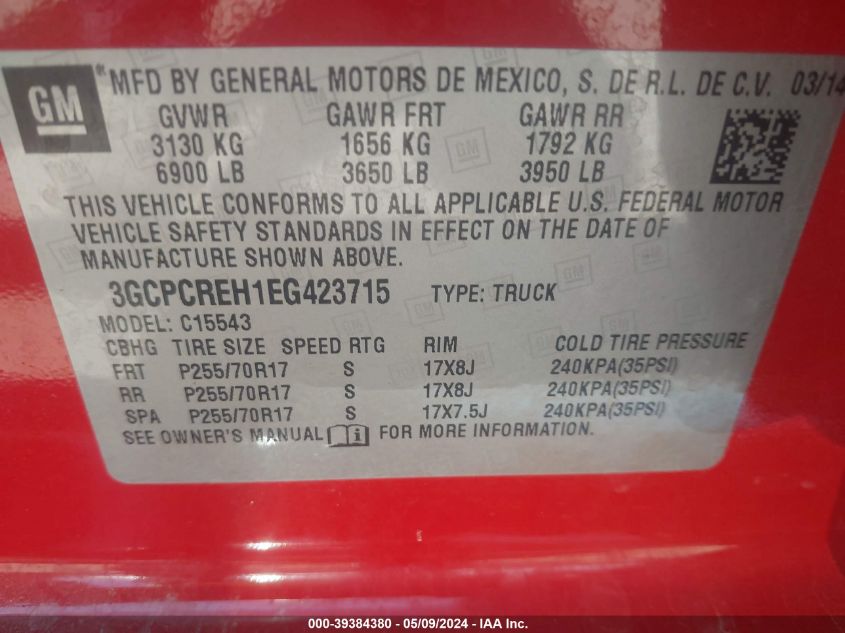 GM
*MFD BY GENERAL MOTORS DE MEXICO, S. DE R.L. DE C.V. 03/14
GVWR GAWR FRT GAWR RR
3130 KG 1656 KG 1792 KG
6900 LB 3650 LB 3950 LB
THIS VEHICLE CONFORMS TO ALL APPLICABLE U.S. FEDERAL MOTOR
VEHICLE SAFETY STANDARDS IN EFFECT ON THE DATE OF
MANUFACTURE SHOWN ABOVE.
3GCPCREH1EG423715 TYPE: TRUCK
MODEL: C15543
CBHG TIRE SIZE SPEED RTG RIM COLD TIRE PRESSURE
FRT P255/70R17 S 17X8J 240KPA(35PSI)
RR P255/70R17 S 17X8J 240KPA(35PSI)
SPA P255/70R17 S 17X7.5J 240KPA(35PSI)
SEE OWNER'S MANUAL FOR MORE INFORMATION.
000-39384380 - 05/09/2024 - IAA Inc.